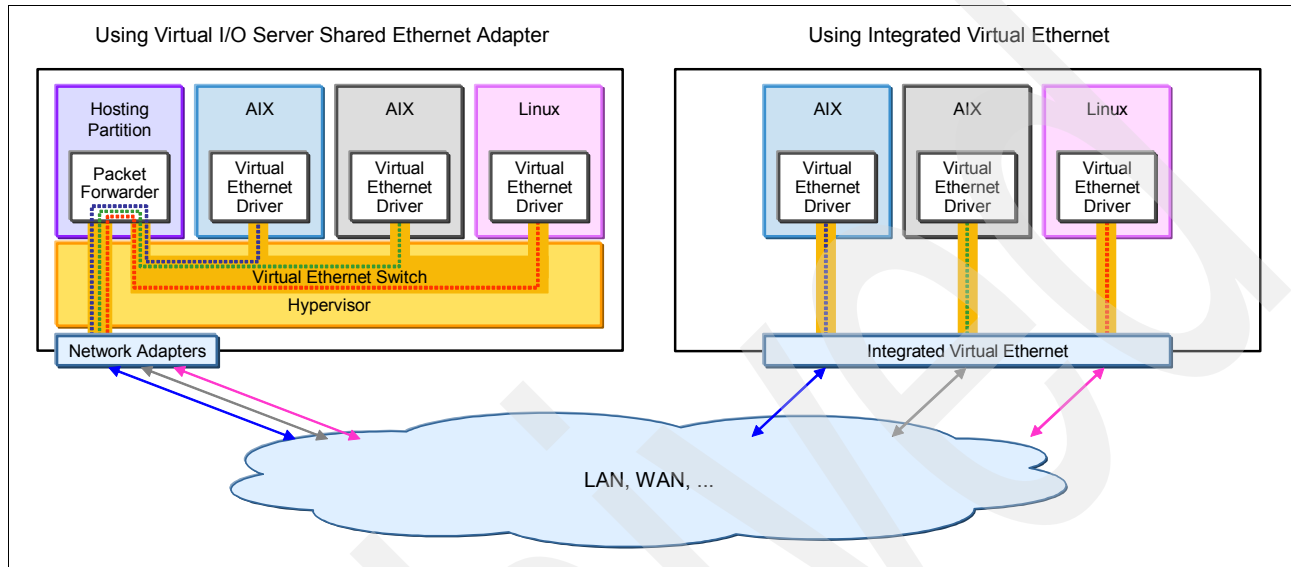 Using Virtual I/O Server Shared Ethernet Adapter
Using Integrated Virtual Ethernet
Hosting
Partition
AIX
AIX
Linux
Packet
Forwarder
Virtual
Ethernet
Driver
Virtual
Ethernet
Driver
Virtual
Ethernet
Driver
Virtual Ethernet Switch
Hypervisor
Network Adapters
AIX
AIX
Linux
Virtual
Ethernet
Driver
Virtual
Ethernet
Driver
Virtual
Ethernet
Driver
Integrated Virtual Ethernet
LAN, WAN, ...